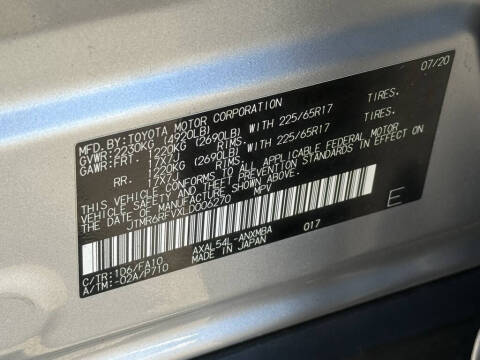 MFD.BY:TOYOTA MOTOR CORPORATION 07/20
GVWR:2230KG (4920LB)
GAWR:FRT. 1220KG (2690LB) WITH 225/65R17 TIRES.
17X7J RIMS.
RR. 1220KG (2690LB) WITH 225/65R17 TIRES.
17X7J RIMS.
THIS VEHICLE CONFORMS TO ALL APPLICABLE FEDERAL MOTOR
VEHICLE SAFETY STANDARDS AND THEFT PREVENTION STANDARDS IN EFFECT ON
THE DATE OF MANUFACTURE SHOWN ABOVE.
JTMR6RFVXLD005270 MPV
E
AXAL54L-ANXMBA 017
C/TR:1D6/FA10 MADE IN JAPAN
A/TM:-02A/P710